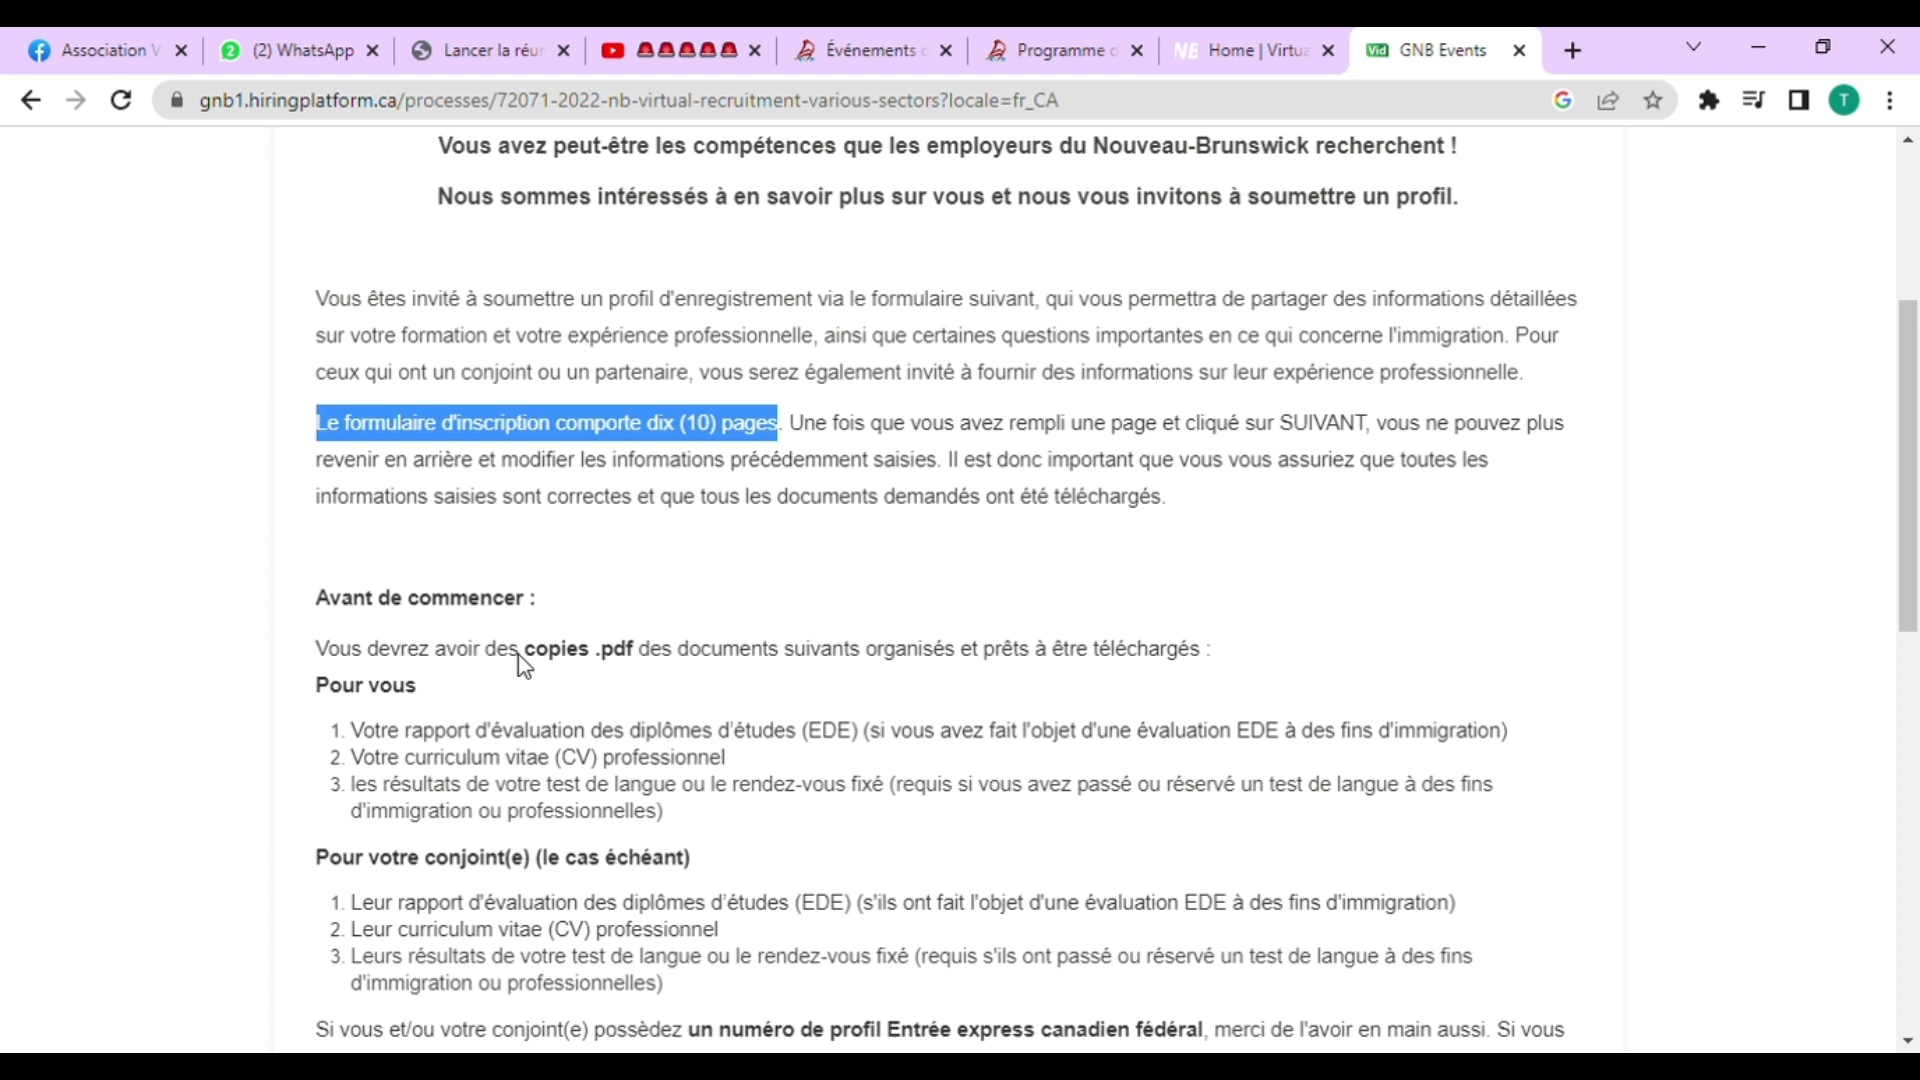 Association V
(2) WhatsApp
Lancer la réu
Événements
Programme
NB Home | Virtua
Vid GNB Events
gnb1.hiringplatform.ca/processes/72071-2022-nb-virtual-recruitment-various-sectors?locale=fr_CA
T
Vous avez peut-être les compétences que les employeurs du Nouveau-Brunswick recherchent !
Nous sommes intéressés à en savoir plus sur vous et nous vous invitons à soumettre un profil.
Vous êtes invité à soumettre un profil d'enregistrement via le formulaire suivant, qui vous permettra de partager des informations détaillées
sur votre formation et votre expérience professionnelle, ainsi que certaines questions importantes en ce qui concerne l'immigration. Pour
ceux qui ont un conjoint ou un partenaire, vous serez également invité à fournir des informations sur leur expérience professionnelle.
Le formulaire d'inscription comporte dix (10) pages. Une fois que vous avez rempli une page et cliqué sur SUIVANT, vous ne pouvez plus
revenir en arrière et modifier les informations précédemment saisies. Il est donc important que vous vous assuriez que toutes les
informations saisies sont correctes et que tous les documents demandés ont été téléchargés.
Avant de commencer :
Vous devrez avoir des copies .pdf des documents suivants organisés et prêts à être téléchargés :
Pour vous
1. Votre rapport d'évaluation des diplômes d'études (EDE) (si vous avez fait l'objet d'une évaluation EDE à des fins d'immigration)
2. Votre curriculum vitae (CV) professionnel
3. les résultats de votre test de langue ou le rendez-vous fixé (requis si vous avez passé ou réservé un test de langue à des fins
d'immigration ou professionnelles)
Pour votre conjoint(e) (le cas échéant)
1. Leur rapport d'évaluation des diplômes d'études (EDE) (s'ils ont fait l'objet d'une évaluation EDE à des fins d'immigration)
2. Leur curriculum vitae (CV) professionnel
3. Leurs résultats de votre test de langue ou le rendez-vous fixé (requis s'ils ont passé ou réservé un test de langue à des fins
d'immigration ou professionnelles)
Si vous et/ou votre conjoint(e) possèdez un numéro de profil Entrée express canadien fédéral, merci de l'avoir en main aussi. Si vous